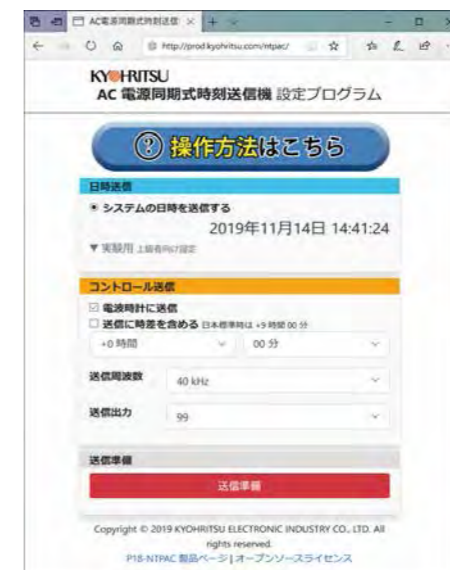 AC電源同期式時刻送信
http://prod.kyohritsu.com/ntpac/
KYOHRITSU
AC 電源同期式時刻送信機 設定プログラム
? 操作方法はこちら
日時送信
システムの日時を送信する
2019年11月14日 14:41:24
▼ 実験用 上級者向け設定
コントロール送信
電波時計に送信
送信に時差を含める 日本標準時は +9 時間 00 分
+0 時間 00 分
送信周波数 40 kHz
送信出力 99
送信準備
送信準備
Copyright © 2019 KYOHRITSU ELECTRONIC INDUSTRY CO., LTD. All
rights reserved.
P18-NTPAC 製品ページ | オープンソースライセンス